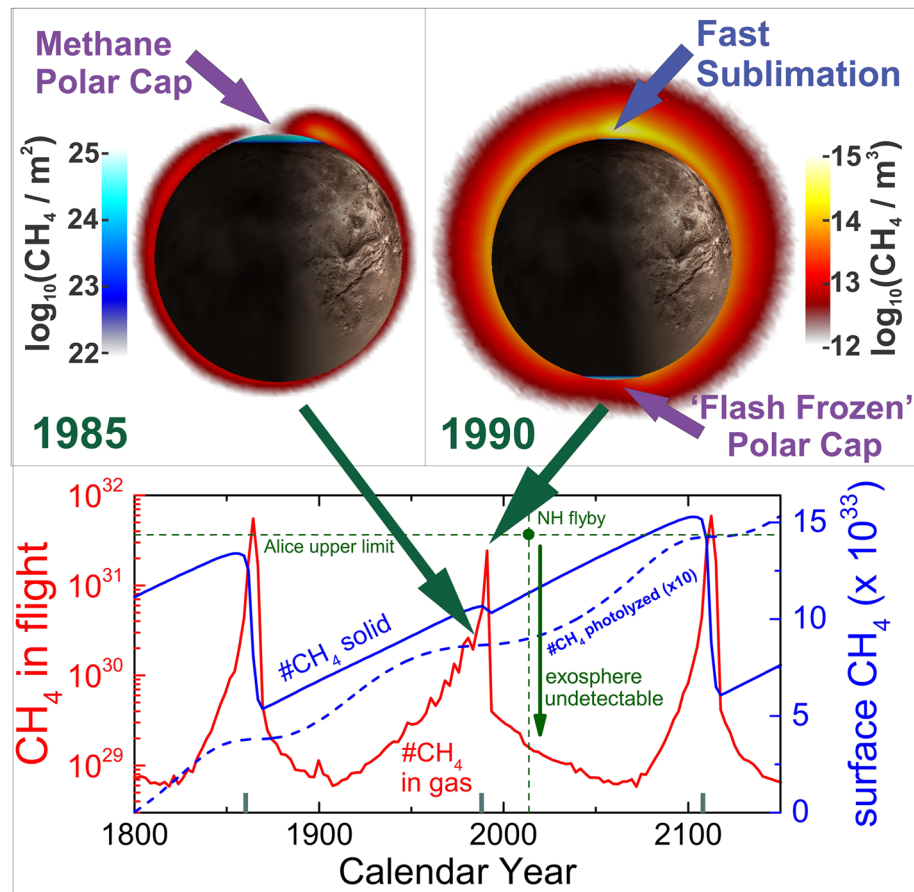 Methane
Polar Cap
Fast
Sublimation
25
24
23
22
log10(CH4 / m2)
15
14
13
12
log10(CH4 / m3)
1985
1990
'Flash Frozen'
Polar Cap
10^32
10^31
10^30
10^29
CH4 in flight
Alice upper limit
NH flyby
#CH4 solid
#CH4 photolyzed (x10)
exosphere
undetectable
#CH4
in gas
15
10
5
0
surface CH4 (x 10^33)
1800
1900
2000
2100
Calendar Year